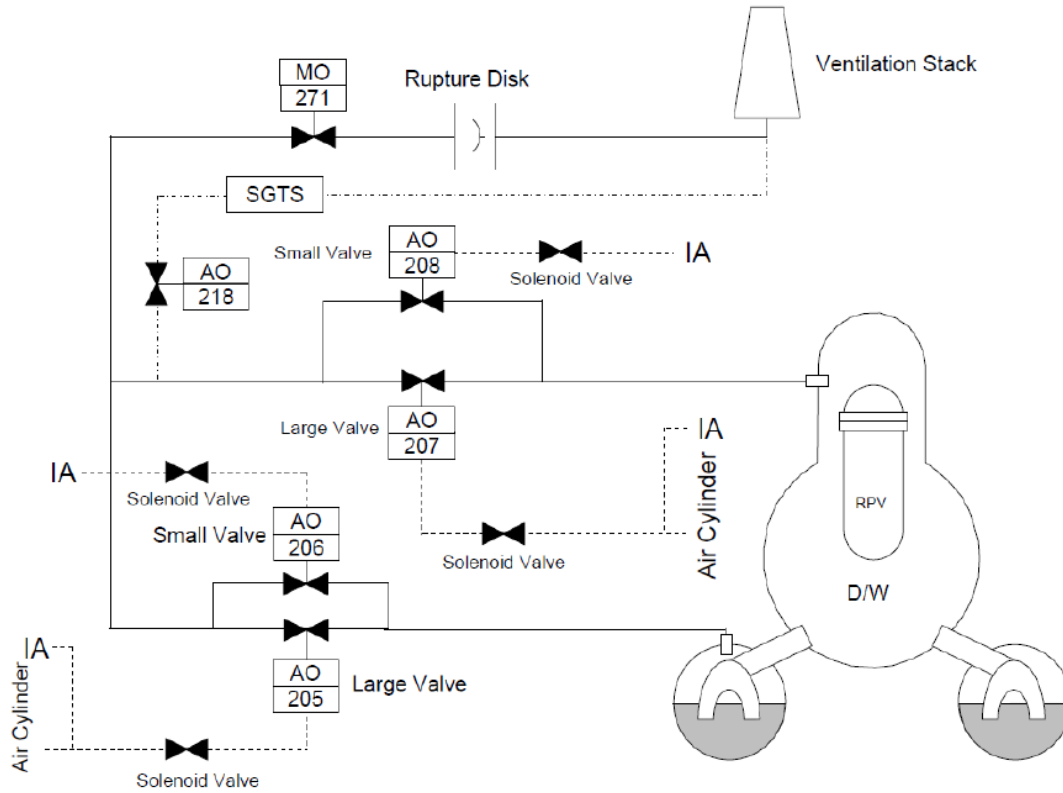 MO
271
Rupture Disk
Ventilation Stack
SGTS
Small Valve
AO
208
IA
Solenoid Valve
AO
218
Large Valve
AO
207
IA
Air Cylinder
Solenoid Valve
IA
Solenoid Valve
Small Valve
AO
206
RPV
D/W
IA
Air Cylinder
AO
205
Large Valve
Solenoid Valve